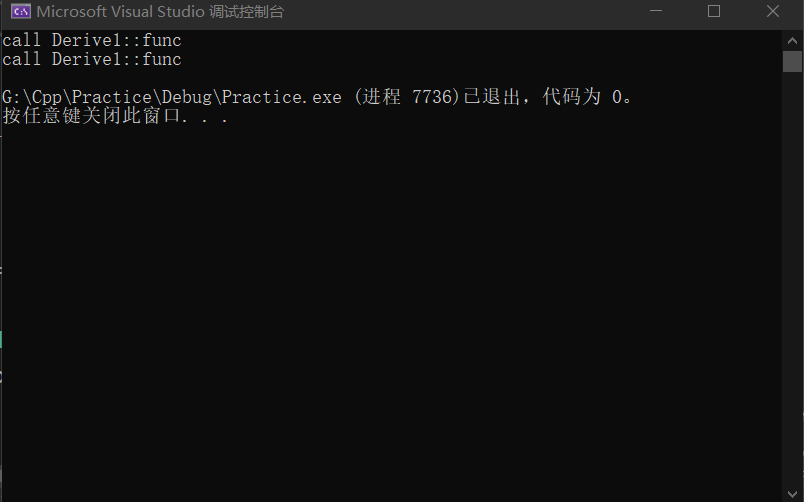 Microsoft Visual Studio 调试控制台
call Derive1::func
call Derive1::func
G:\Cpp\Practice\Debug\Practice.exe (进程 7736)已退出，代码为 0。
按任意键关闭此窗口. . .